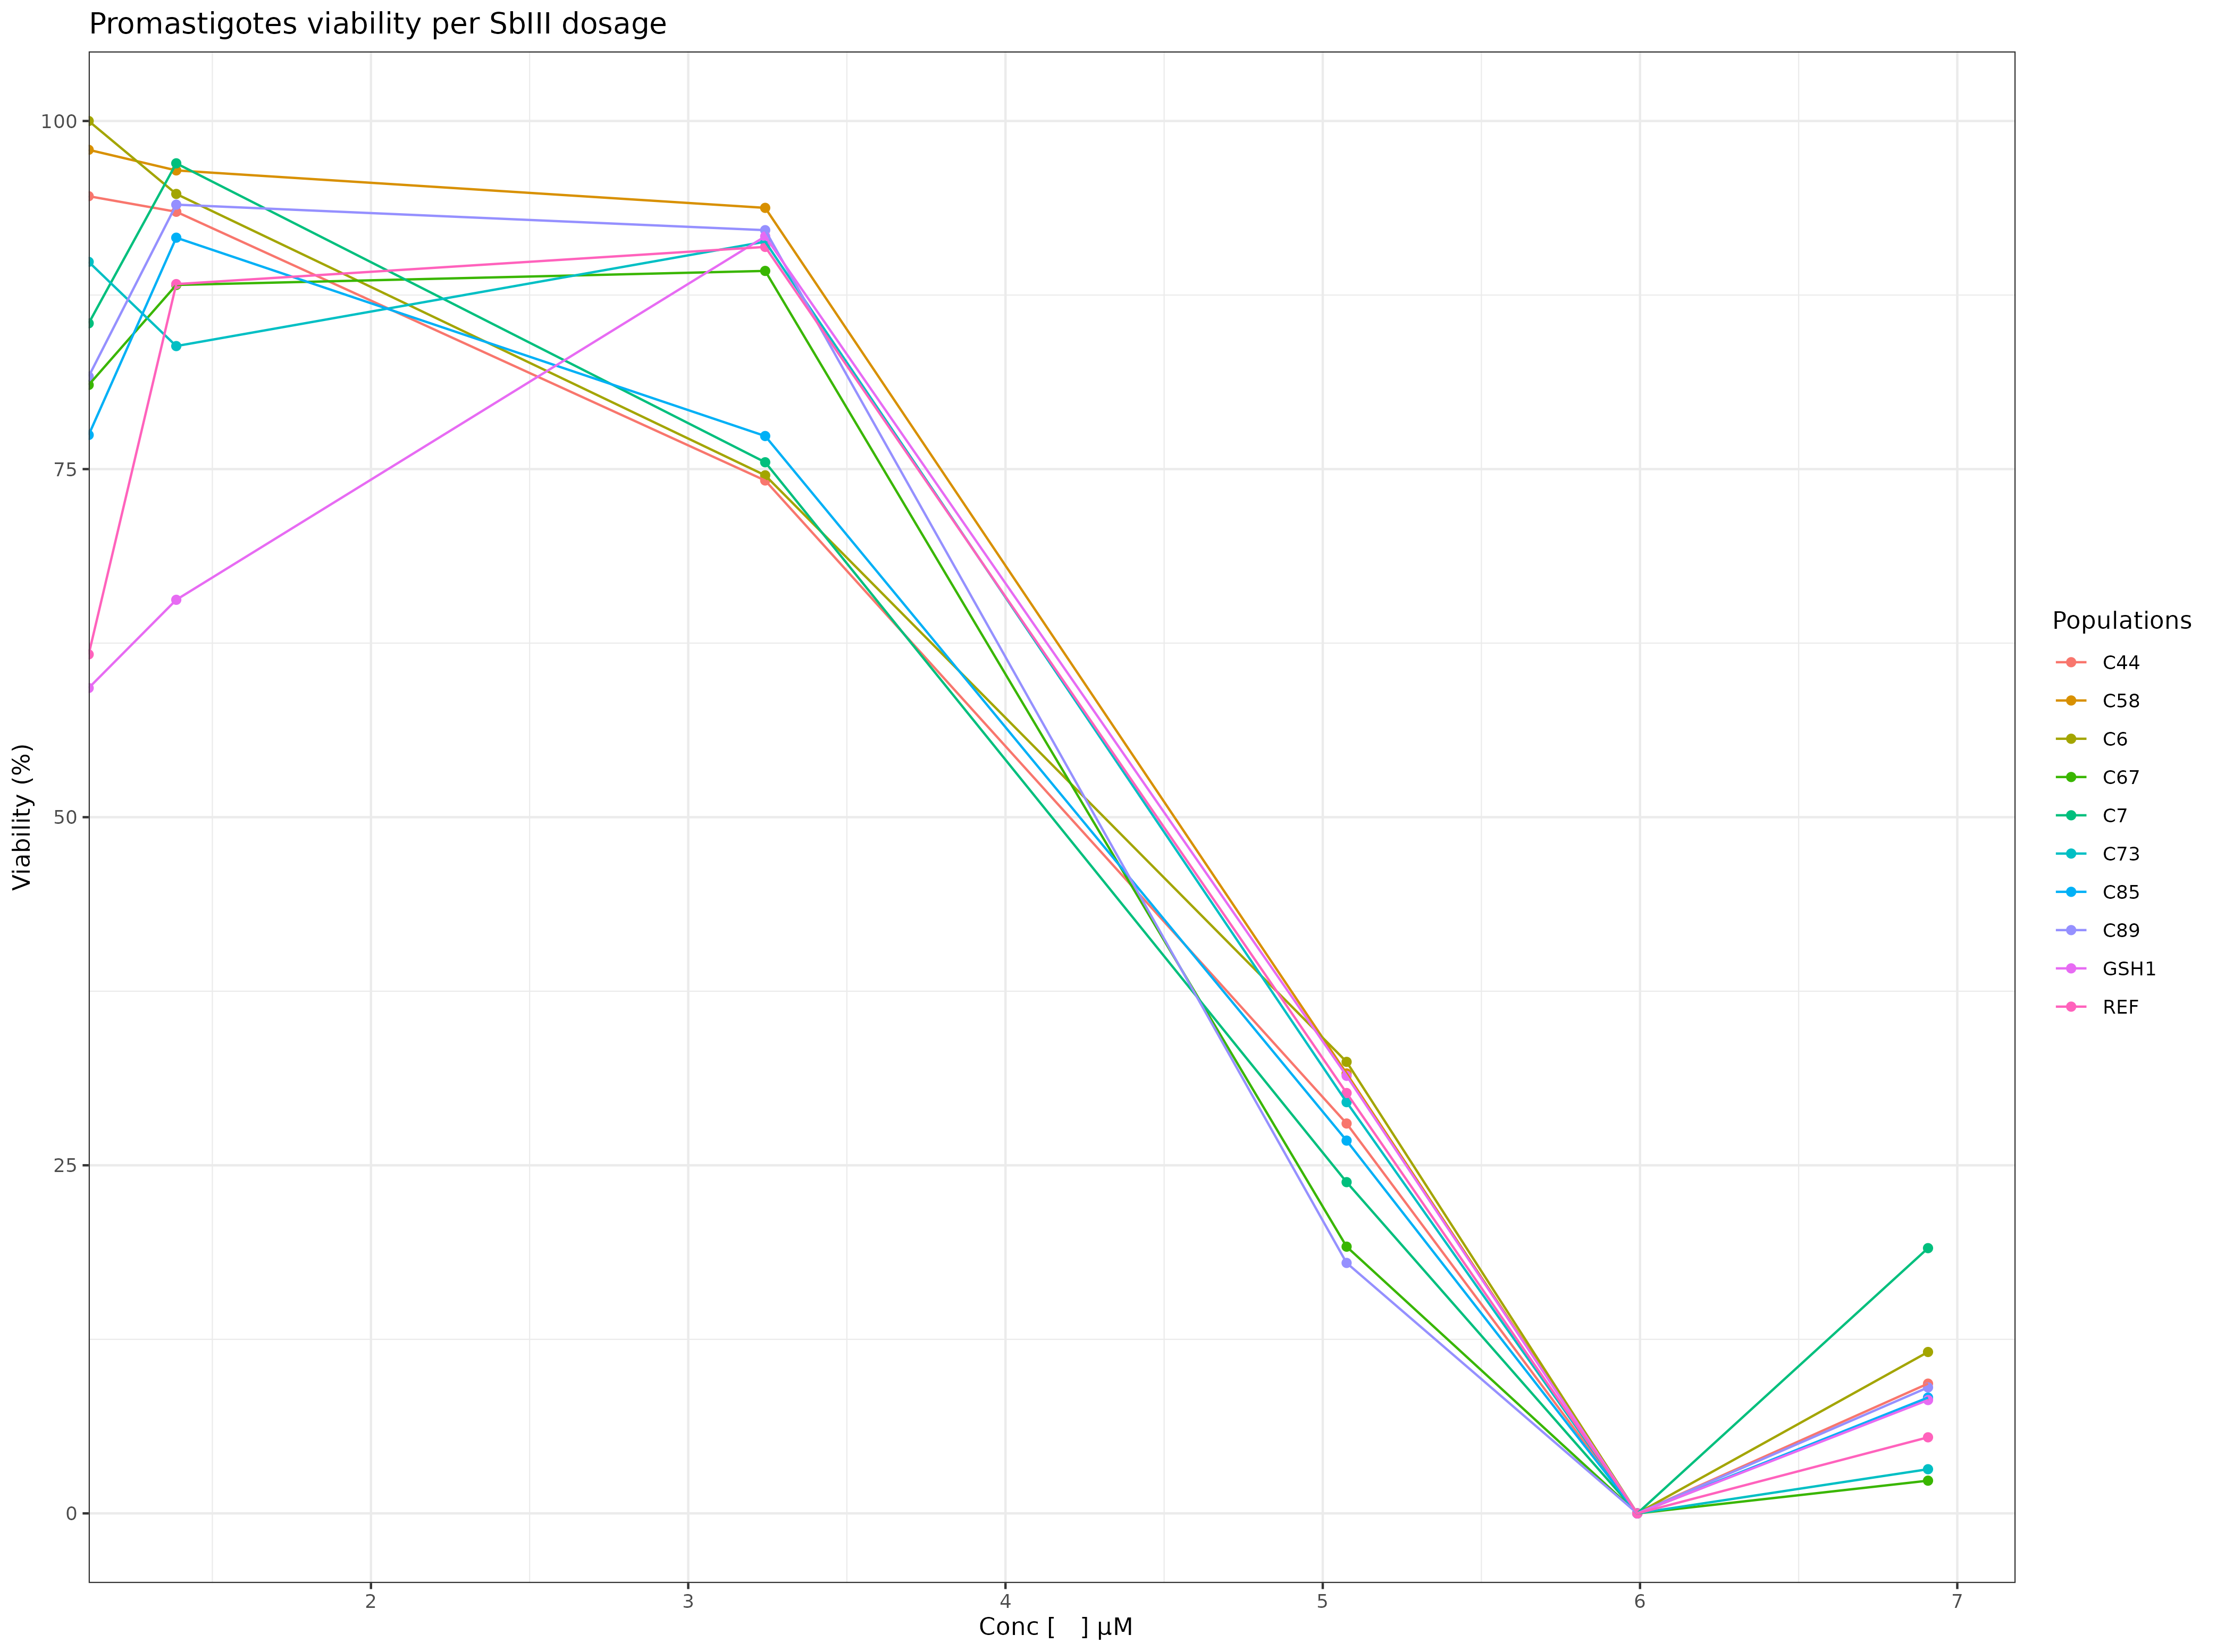 Promastigotes viability per SbIII dosage
100
75
50
25
0
Viability (%)
2 3 4 5 6 7
Conc [   ] µM
Populations
C44
C58
C6
C67
C7
C73
C85
C89
GSH1
REF